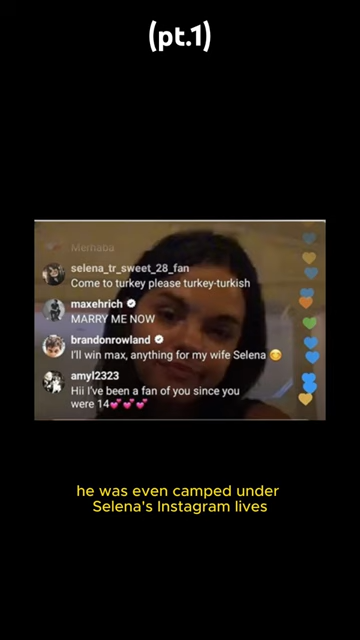 (pt.1)
Merhaba
selena_tr_sweet_28_fan
Come to turkey please turkey-turkish
maxehrich
MARRY ME NOW
brandonrowland
I'll win max, anything for my wife Selena 😊
amyl2323
Hii I've been a fan of you since you
were 14💕💕💕
he was even camped under
Selena's Instagram lives